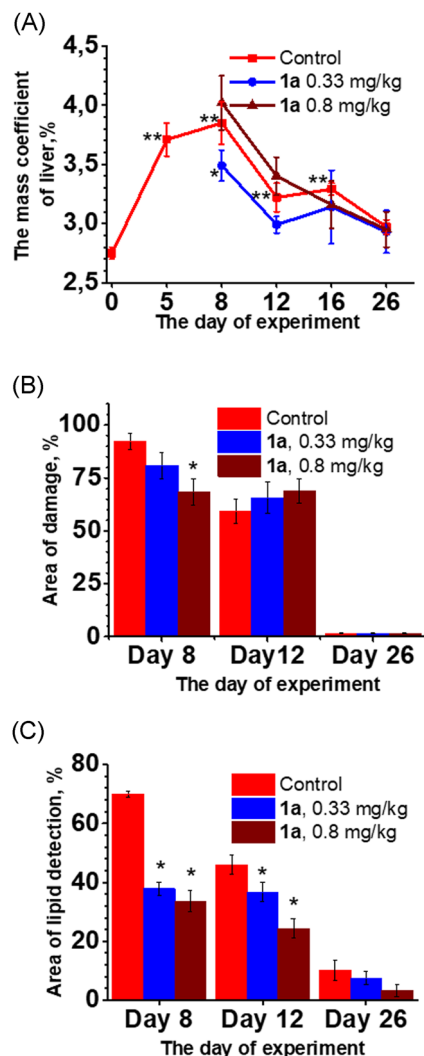 (A)
4,5
4,0
3,5
3,0
2,5
The mass coefficient
of liver,%
Control
1a 0.33 mg/kg
1a 0.8 mg/kg
**
**
*
**
**
0
5
8
12
16
26
The day of experiment
(B)
100
75
50
25
0
Area of damage, %
Control
1a, 0.33 mg/kg
1a, 0.8 mg/kg
*
Day 8
Day12
Day 26
The day of experiment
(C)
80
60
40
20
0
Area of lipid detection, %
Control
1a, 0.33 mg/kg
1a, 0.8 mg/kg
*
*
*
*
Day 8
Day 12
Day 26
The day of experiment